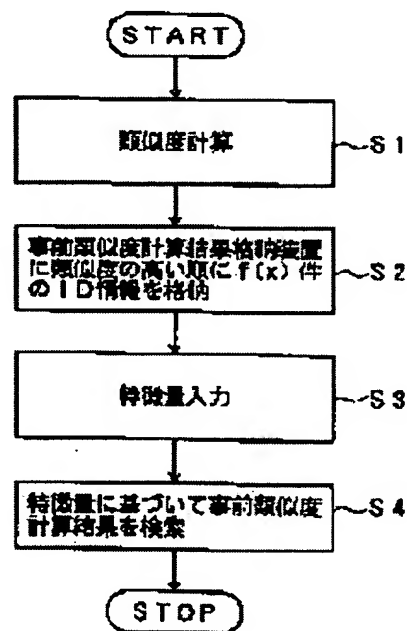 START
類似度計算
S1
事前類似度計算結果格納装置
に類似度の高い順にf(x)件
のID情報を格納
S2
特徴量入力
S3
特徴量に基づいて事前類似度
計算結果を検索
S4
STOP